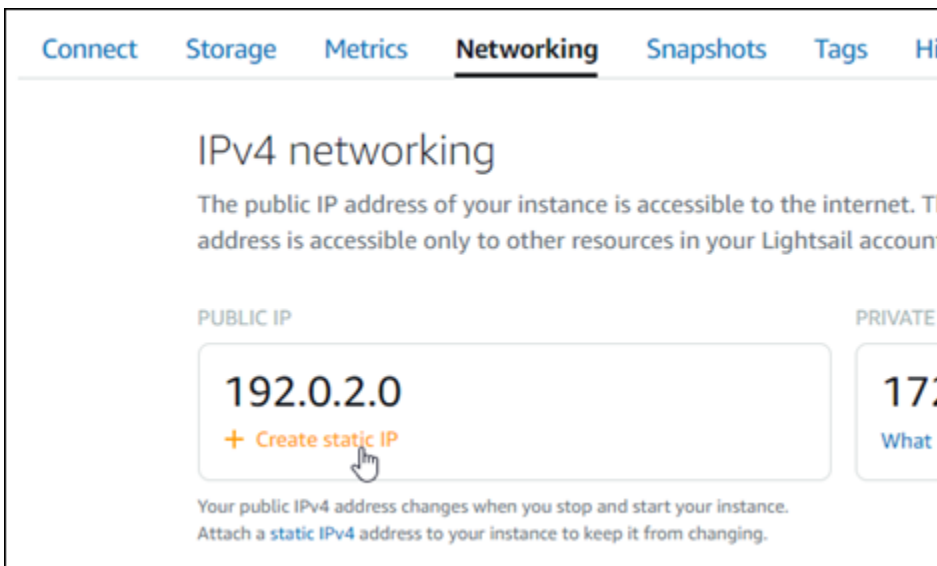 Connect Storage Metrics Networking Snapshots Tags Hi
IPv4 networking
The public IP address of your instance is accessible to the internet. T
address is accessible only to other resources in your Lightsail accoun
PUBLIC IP PRIVATE
192.0.2.0 172
+ Create static IP What
Your public IPv4 address changes when you stop and start your instance.
Attach a static IPv4 address to your instance to keep it from changing.